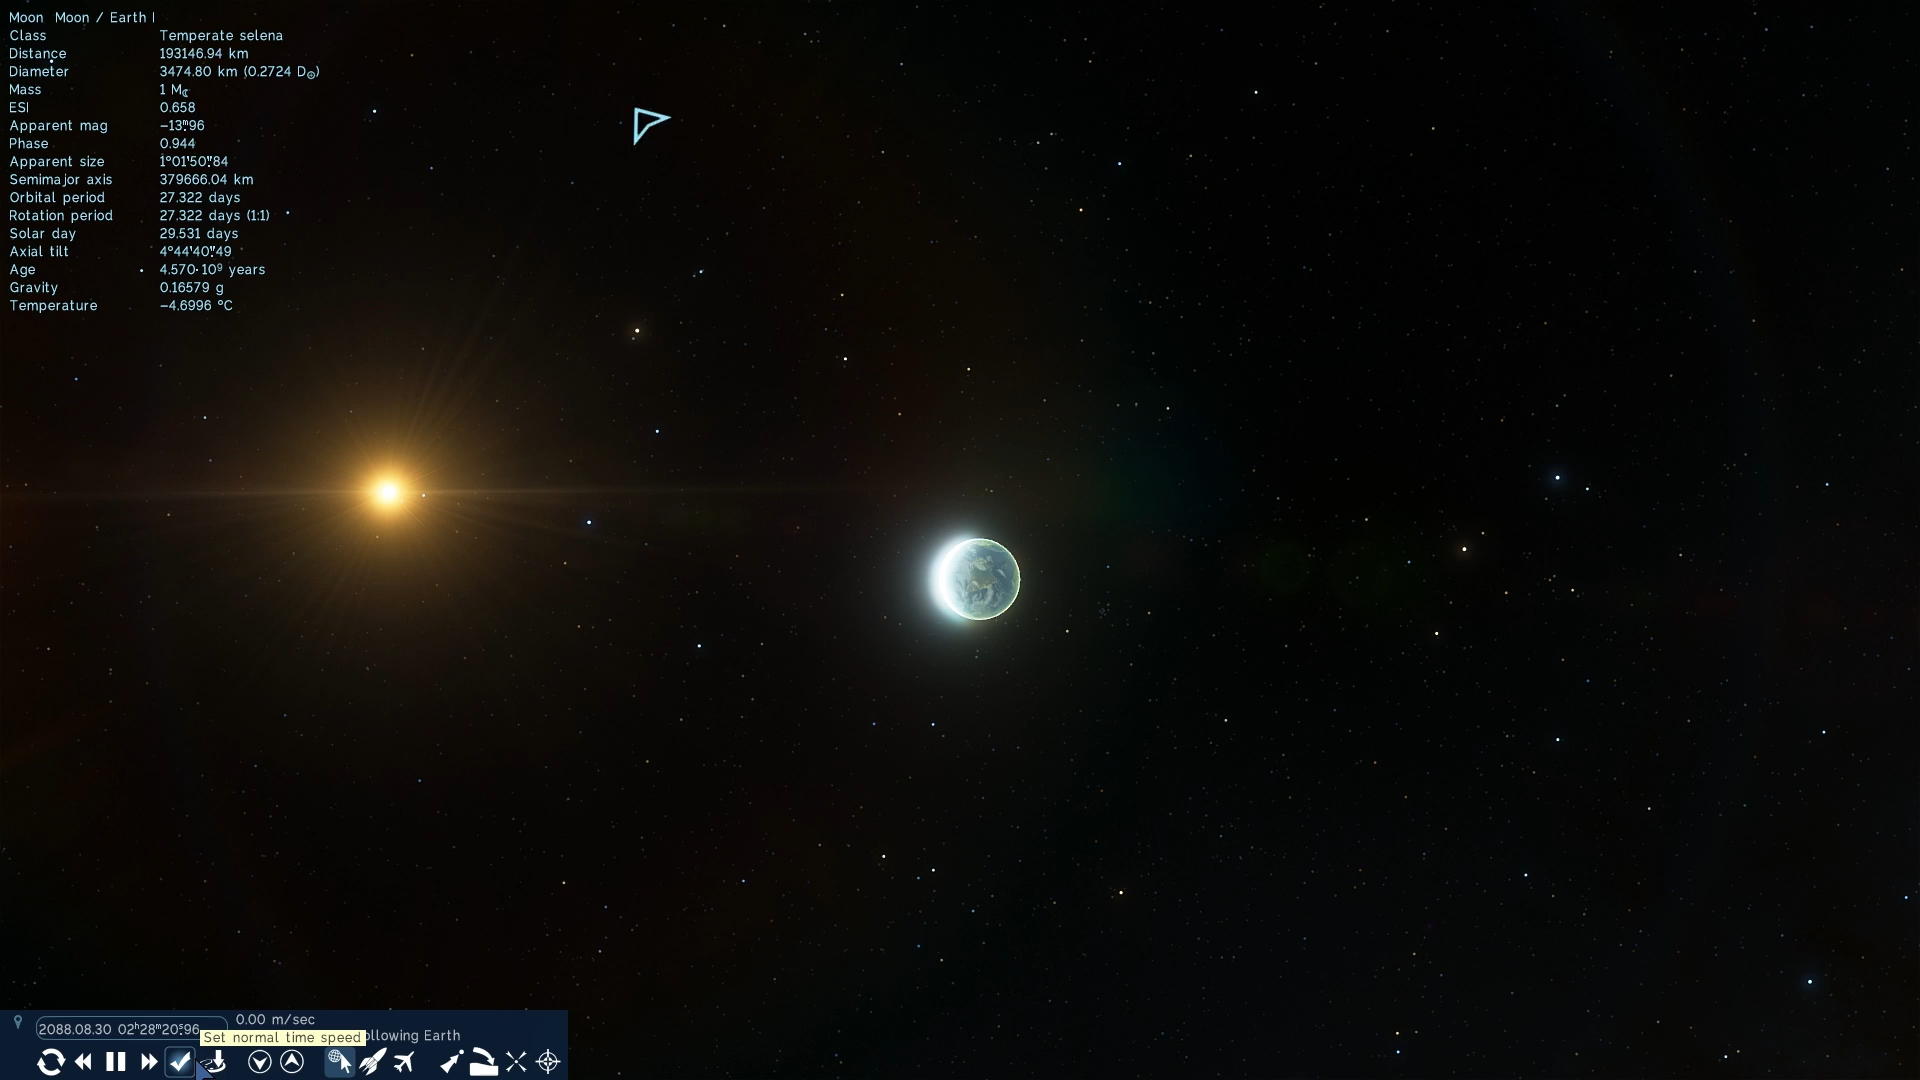 Moon Moon / Earth I
Class Temperate selena
Distance 193146.94 km
Diameter 3474.80 km (0.2724 D⊕)
Mass 1 M☾
ESI 0.658
Apparent mag −13ᵐ96
Phase 0.944
Apparent size 1°01'50"84
Semimajor axis 379666.04 km
Orbital period 27.322 days
Rotation period 27.322 days (1:1)
Solar day 29.531 days
Axial tilt 4°44'40"49
Age 4.570·10⁹ years
Gravity 0.16579 g
Temperature −4.6996 °C
0.00 m/sec
2088.08.30 02ʰ28ᵐ20ˢ96
Set normal time speed
ollowing Earth